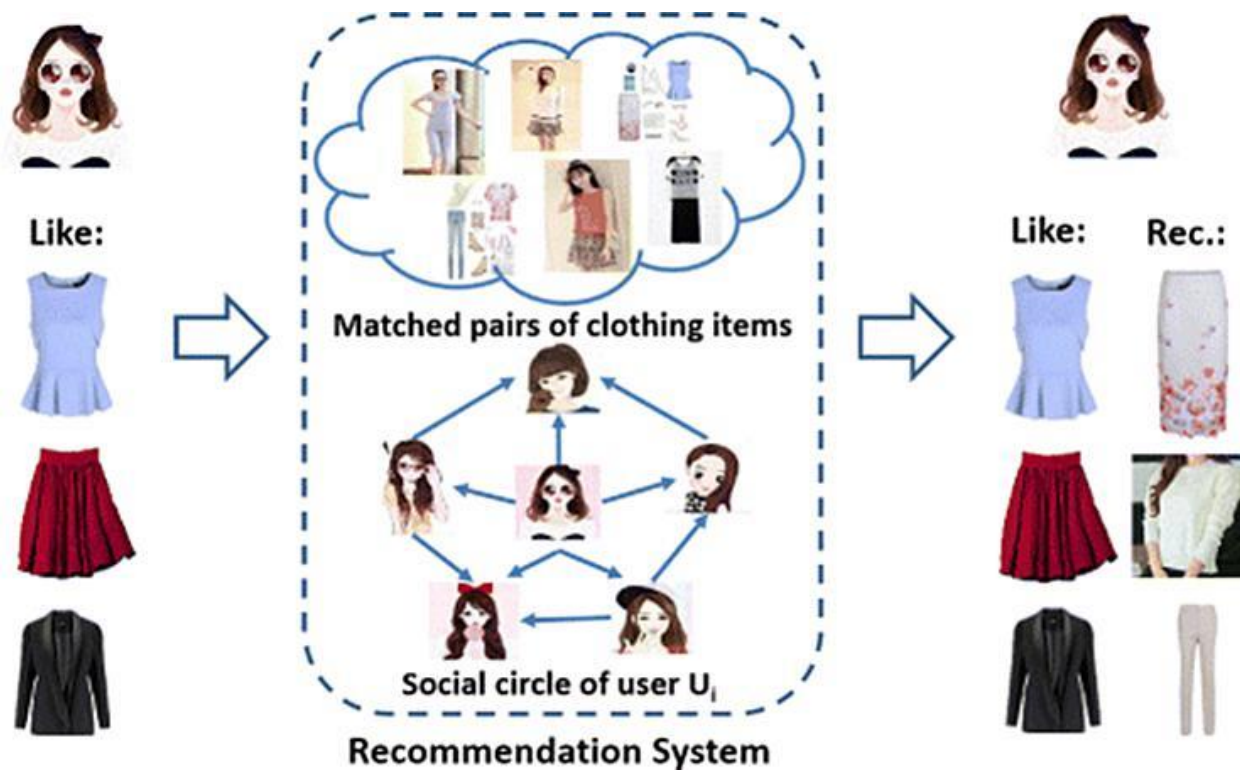 Like:
Matched pairs of clothing items
Social circle of user Uᵢ
Recommendation System
Like:
Rec.: